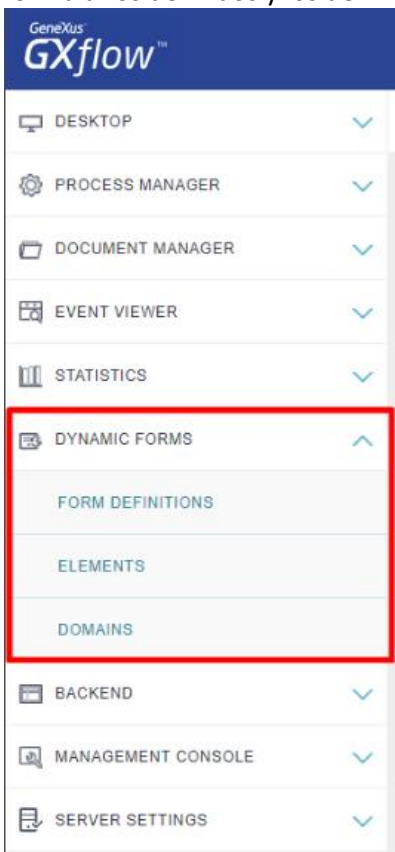 GeneXus
GXflow™
DESKTOP
PROCESS MANAGER
DOCUMENT MANAGER
EVENT VIEWER
STATISTICS
DYNAMIC FORMS
FORM DEFINITIONS
ELEMENTS
DOMAINS
BACKEND
MANAGEMENT CONSOLE
SERVER SETTINGS